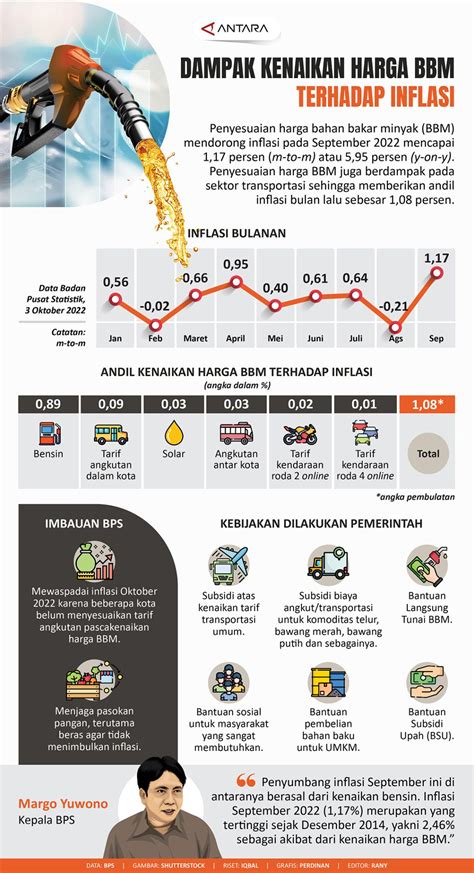 ANTARA
DAMPAK KENAIKAN HARGA BBM
TERHADAP INFLASI
Penyesuaian harga bahan bakar minyak (BBM)
mendorong inflasi pada September 2022 mencapai
1,17 persen (m-to-m) atau 5,95 persen (y-on-y).
Penyesuaian harga BBM juga berdampak pada
sektor transportasi sehingga memberikan andil
inflasi bulan lalu sebesar 1,08 persen.
INFLASI BULANAN
Data Badan
Pusat Statistik,
3 Oktober 2022
Catatan:
m-to-m
0,56
-0,02
0,66
0,95
0,40
0,61
0,64
-0,21
1,17
Jan
Feb
Maret
April
Mei
Juni
Juli
Ags
Sep
ANDIL KENAIKAN HARGA BBM TERHADAP INFLASI
(angka dalam %)
0,89
0,09
0,03
0,03
0,02
0,01
1,08*
Bensin
Tarif
angkutan
dalam kota
Solar
Angkutan
antar kota
Tarif
kendaraan
roda 2 online
Tarif
kendaraan
roda 4 online
Total
*angka pembulatan
IMBAUAN BPS
Mewaspadai inflasi Oktober
2022 karena beberapa kota
belum menyesuaikan tarif
angkutan pascakenaikan
harga BBM.
Menjaga pasokan
pangan, terutama
beras agar tidak
menimbulkan inflasi.
KEBIJAKAN DILAKUKAN PEMERINTAH
Subsidi atas
kenaikan tarif
transportasi
umum.
Subsidi biaya
angkut/transportasi
untuk komoditas telur,
bawang merah, bawang
putih dan sebagainya.
Bantuan
Langsung
Tunai BBM.
Bantuan sosial
untuk masyarakat
yang sangat
membutuhkan.
Bantuan
pembelian
bahan baku
untuk UMKM.
Bantuan
Subsidi
Upah (BSU).
Margo Yuwono
Kepala BPS
“ Penyumbang inflasi September ini di
antaranya berasal dari kenaikan bensin. Inflasi
September 2022 (1,17%) merupakan yang
tertinggi sejak Desember 2014, yakni 2,46%
sebagai akibat dari kenaikan harga BBM.”
DATA: BPS | GAMBAR: SHUTTERSTOCK | RISET: IQBAL | GRAFIS: PERDINAN | EDITOR: RANY